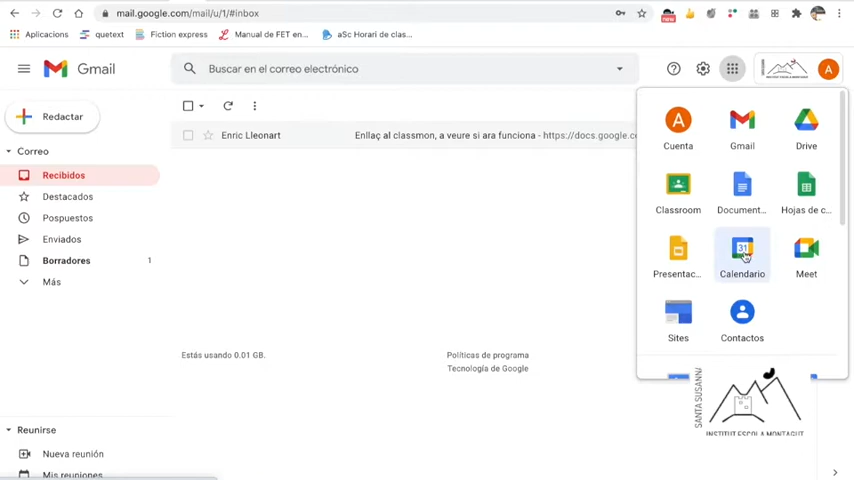 mail.google.com/mail/u/1/#inbox
new
Aplicaciones
quetext
Fiction express
Manual de FET en...
aSc Horari de clas...
Gmail
Buscar en el correo electrónico
A
Redactar
Correo
Recibidos
Destacados
Pospuestos
Enviados
Borradores 1
Más
Enric Lleonart
Enllaç al classmon, a veure si ara funciona - https://docs.google.co
A
Cuenta
Gmail
Drive
Classroom
Document...
Hojas de c...
Presentac...
31
Calendario
Meet
Sites
Contactos
Estás usando 0.01 GB.
Políticas de programa
Tecnología de Google
SANTA SUSANNA
INSTITUT ESCOLA MONTAGUT
Reunirse
Nueva reunión
Mis reuniones